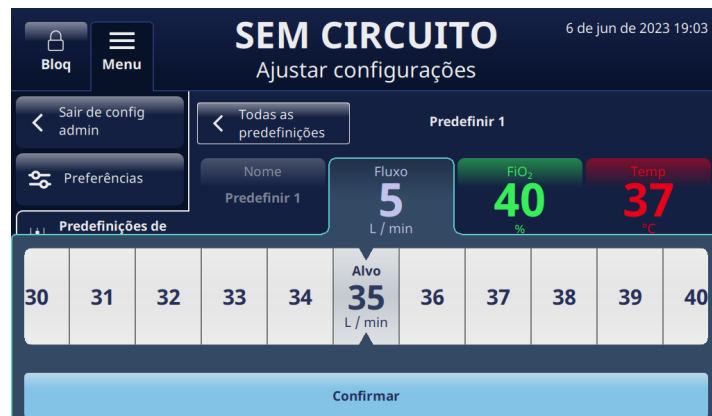 SEM CIRCUITO
6 de jun de 2023 19:03
Bloq
Menu
Ajustar configurações
Sair de config
admin
Todas as
predefinições
Predefinir 1
Preferências
Nome
Predefinir 1
Fluxo
5
L / min
FiO₂
40
%
Temp
37
°C
Predefinições de
30 31 32 33 34 Alvo 35 L / min 36 37 38 39 40
Confirmar